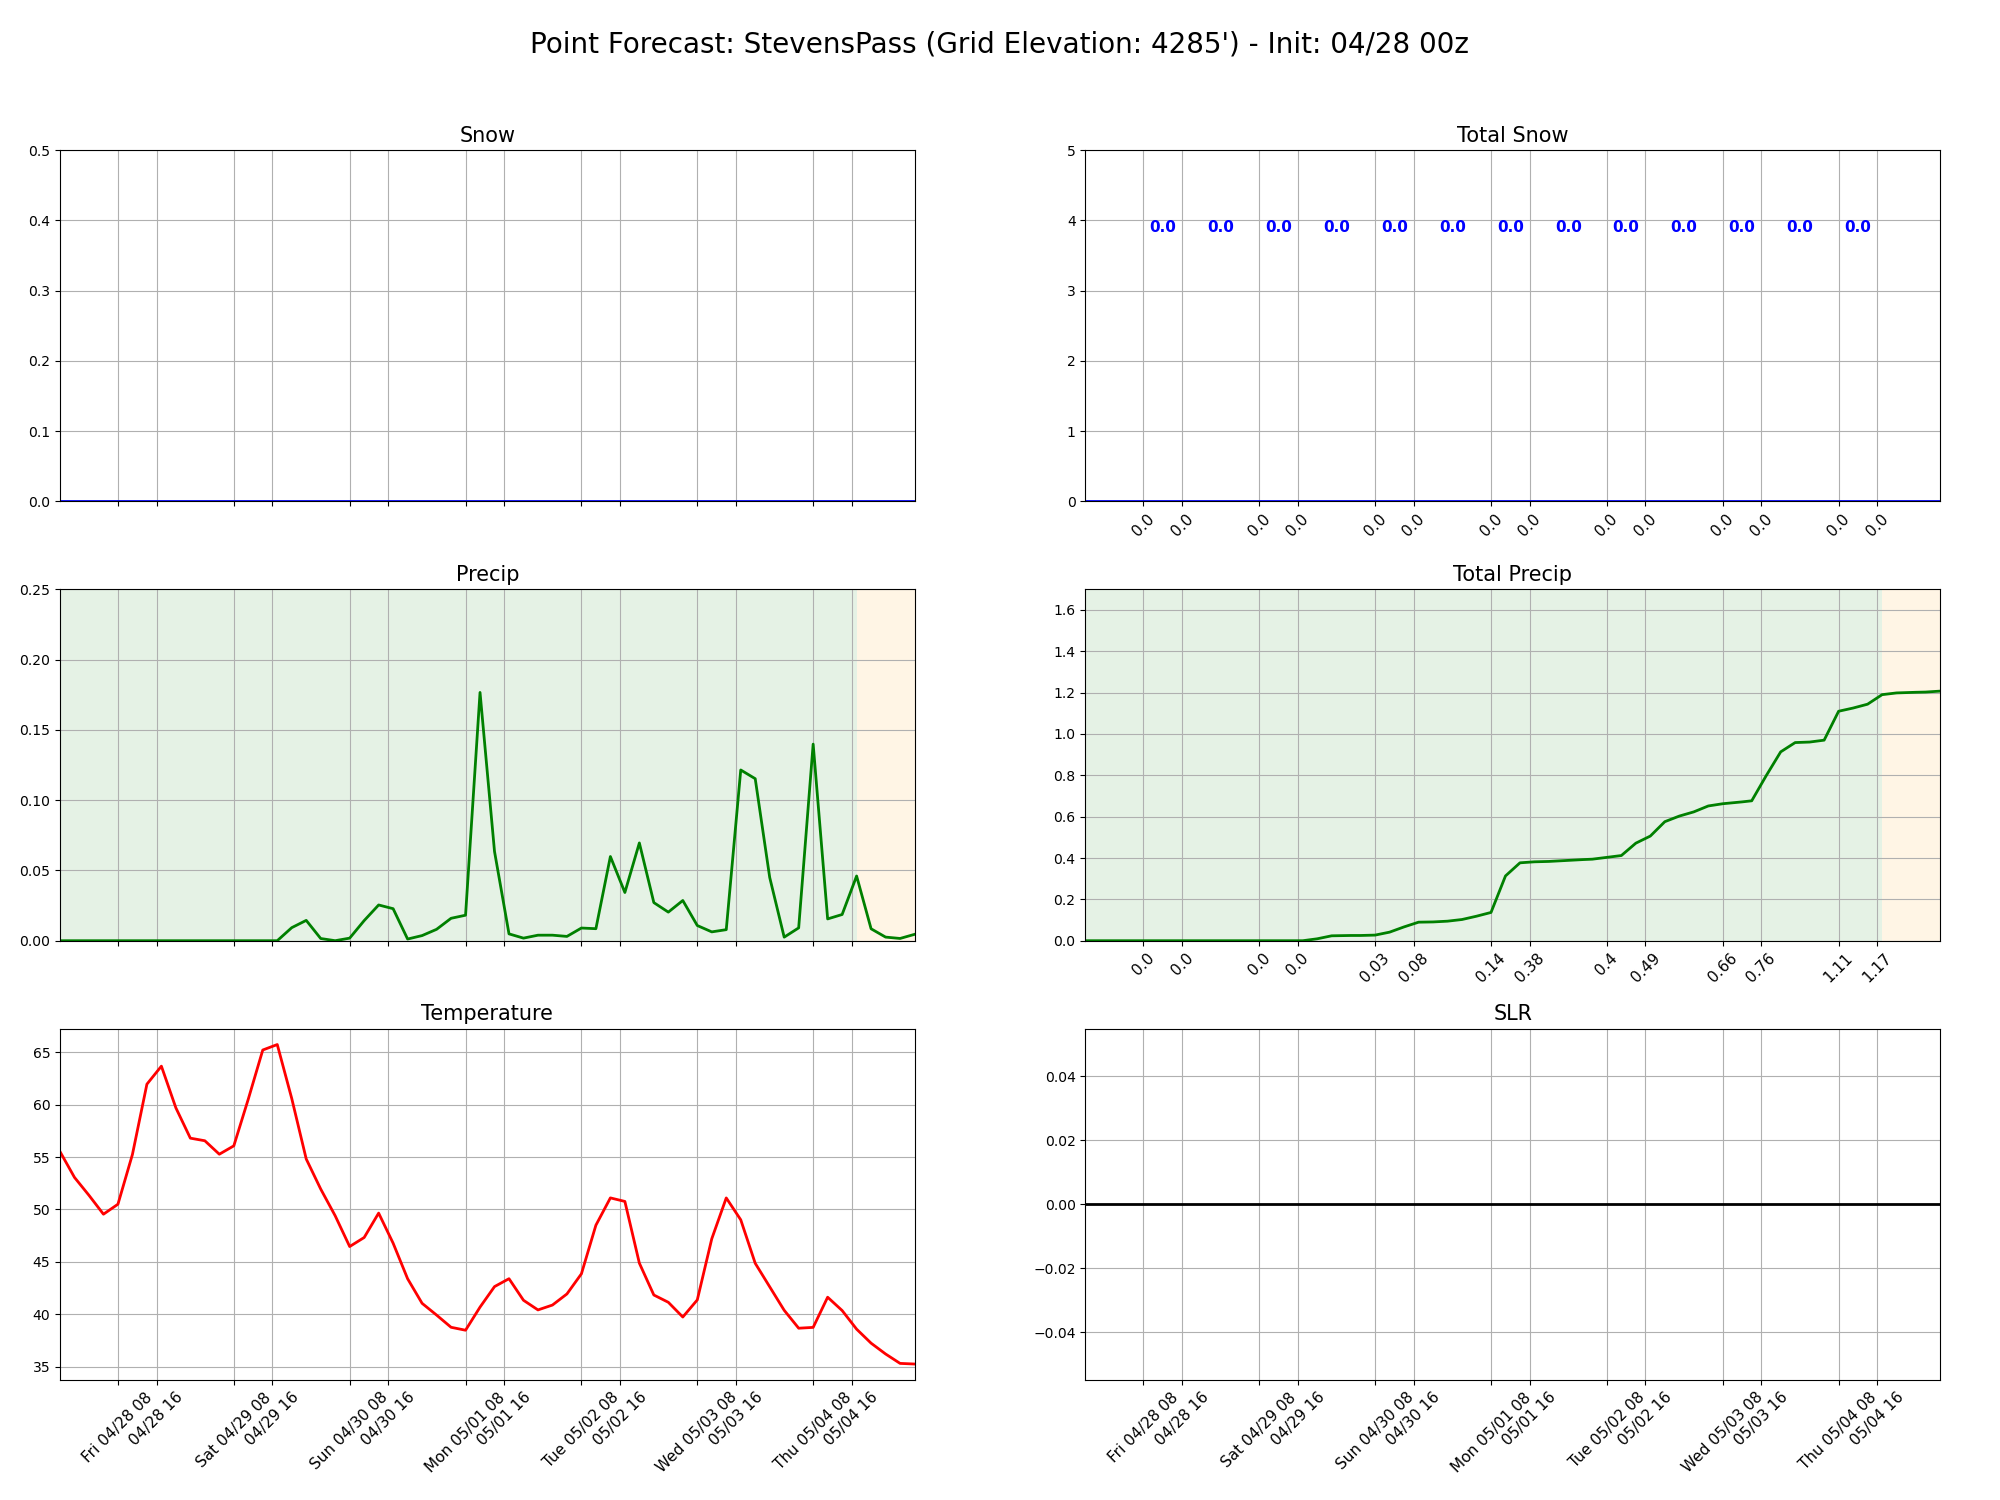 Point Forecast: StevensPass (Grid Elevation: 4285') - Init: 04/28 00z
Snow
0.5
0.4
0.3
0.2
0.1
0.0
Total Snow
5
4
3
2
1
0
0.0 0.0 0.0 0.0 0.0 0.0 0.0 0.0 0.0 0.0 0.0 0.0 0.0
0.0 0.0 0.0 0.0 0.0 0.0 0.0 0.0 0.0 0.0 0.0 0.0 0.0 0.0
Precip
0.25
0.20
0.15
0.10
0.05
0.00
Total Precip
1.6
1.4
1.2
1.0
0.8
0.6
0.4
0.2
0.0
0.0 0.0 0.0 0.0 0.03 0.08 0.14 0.38 0.4 0.49 0.66 0.76 1.11 1.17
Temperature
65
60
55
50
45
40
35
Fri 04/28 08
04/28 16
Sat 04/29 08
04/29 16
Sun 04/30 08
04/30 16
Mon 05/01 08
05/01 16
Tue 05/02 08
05/02 16
Wed 05/03 08
05/03 16
Thu 05/04 08
05/04 16
SLR
0.04
0.02
0.00
−0.02
−0.04
Fri 04/28 08
04/28 16
Sat 04/29 08
04/29 16
Sun 04/30 08
04/30 16
Mon 05/01 08
05/01 16
Tue 05/02 08
05/02 16
Wed 05/03 08
05/03 16
Thu 05/04 08
05/04 16